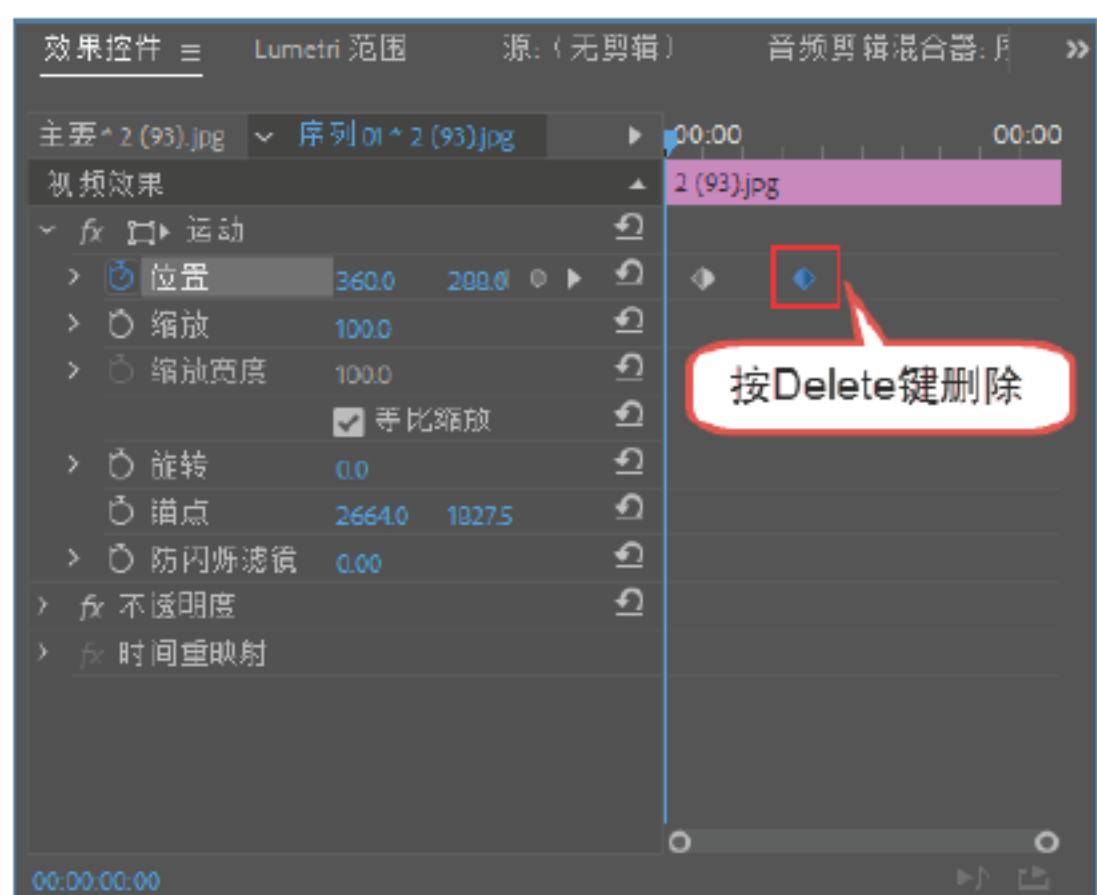 效果控件 Lumetri 范围 源:（无剪辑） 音频剪辑混合器:
主要 * 2 (93).jpg 序列 01 * 2 (93).jpg 00:00 00:00
视频效果 2 (93).jpg
fx 运动
位置 360.0 288.0
缩放 100.0
缩放宽度 100.0
按Delete键删除
等比缩放
旋转 0.0
锚点 2664.0 1827.5
防闪烁滤镜 0.00
fx 不透明度
fx 时间重映射
00:00:00:00